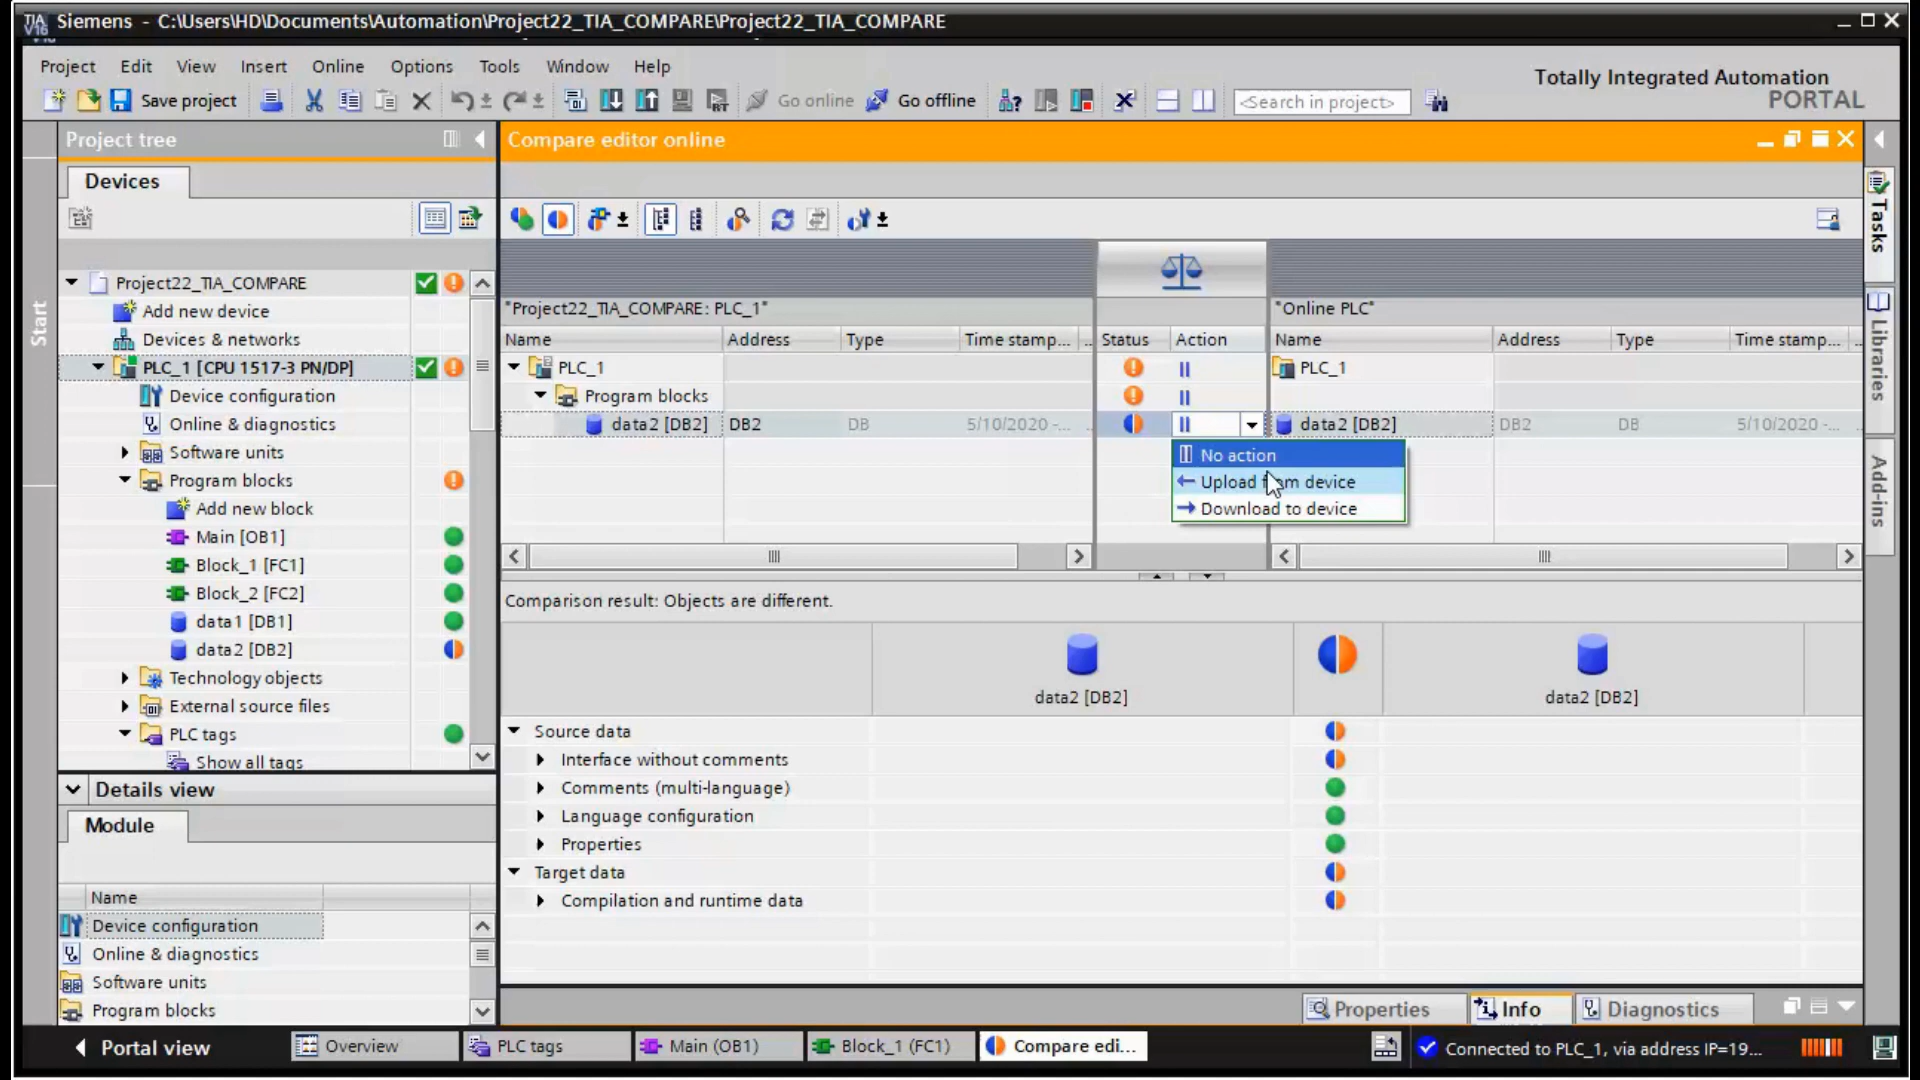 TIA
V16
Siemens - C:\Users\HD\Documents\Automation\Project22_TIA_COMPARE\Project22_TIA_COMPARE
Project Edit View Insert Online Options Tools Window Help
Totally Integrated Automation
PORTAL
Save project
Go online
Go offline
<Search in project>
Project tree
Devices
Start
Project22_TIA_COMPARE
Add new device
Devices & networks
PLC_1 [CPU 1517-3 PN/DP]
Device configuration
Online & diagnostics
Software units
Program blocks
Add new block
Main [OB1]
Block_1 [FC1]
Block_2 [FC2]
data1 [DB1]
data2 [DB2]
Technology objects
External source files
PLC tags
Show all tags
Details view
Module
Name
Device configuration
Online & diagnostics
Software units
Program blocks
Compare editor online
"Project22_TIA_COMPARE: PLC_1" "Online PLC"
Name Address Type Time stamp... .. Status Action Name Address Type Time stamp... ..
PLC_1 PLC_1
Program blocks
data2 [DB2] DB2 DB 5/10/2020 -... .. data2 [DB2] DB2 DB 5/10/2020 -... ..
No action
Upload device
Download to device
Comparison result: Objects are different.
data2 [DB2] data2 [DB2]
Source data
Interface without comments
Comments (multi-language)
Language configuration
Properties
Target data
Compilation and runtime data
Properties Info Diagnostics
Tasks
Libraries
Add-ins
Portal view Overview PLC tags Main (OB1) Block_1 (FC1) Compare edi... Connected to PLC_1, via address IP=19...